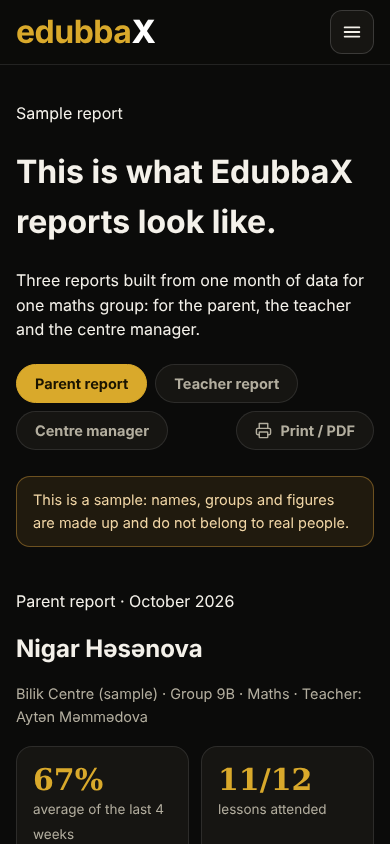 edubbaX
Sample report
This is what EdubbaX
reports look like.
Three reports built from one month of data for
one maths group: for the parent, the teacher
and the centre manager.
Parent report
Teacher report
Centre manager
Print / PDF
This is a sample: names, groups and figures
are made up and do not belong to real people.
Parent report · October 2026
Nigar Həsənova
Bilik Centre (sample) · Group 9B · Maths · Teacher:
Aytən Məmmədova
67%
average of the last 4
weeks
11/12
lessons attended